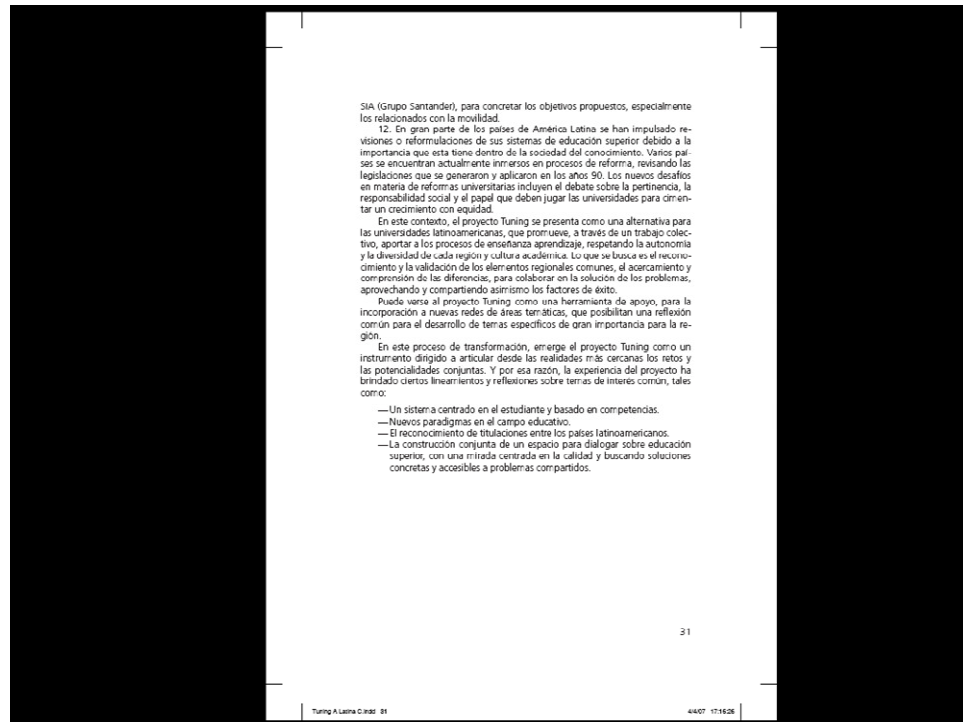 SIA (Grupo Santander), para concretar los objetivos propuestos, especialmente
los relacionados con la movilidad.
12. En gran parte de los países de América Latina se han impulsado re-
visiones o reformulaciones de sus sistemas de educación superior debido a la
importancia que esta tiene dentro de la sociedad del conocimiento. Varios paí-
ses se encuentran actualmente inmersos en procesos de reforma, revisando las
legislaciones que se generaron y aplicaron en los años 90. Los nuevos desafíos
en materia de reformas universitarias incluyen el debate sobre la pertinencia, la
responsabilidad social y el papel que deben jugar las universidades para cimen-
tar un crecimiento con equidad.
En este contexto, el proyecto Tuning se presenta como una alternativa para
las universidades latinoamericanas, que promueve, a través de un trabajo colec-
tivo, aportar a los procesos de enseñanza aprendizaje, respetando la autonomía
y la diversidad de cada región y cultura académica. Lo que se busca es el recono-
cimiento y la validación de los elementos regionales comunes, el acercamiento y
comprensión de las diferencias, para colaborar en la solución de los problemas,
aprovechando y compartiendo asimismo los factores de éxito.
Puede verse al proyecto Tuning como una herramienta de apoyo, para la
incorporación a nuevas redes de áreas temáticas, que posibilitan una reflexión
común para el desarrollo de temas específicos de gran importancia para la re-
gión.
En este proceso de transformación, emerge el proyecto Tuning como un
instrumento dirigido a articular desde las realidades más cercanas los retos y
las potencialidades conjuntas. Y por esa razón, la experiencia del proyecto ha
brindado ciertos lineamientos y reflexiones sobre temas de interés común, tales
como:
—Un sistema centrado en el estudiante y basado en competencias.
—Nuevos paradigmas en el campo educativo.
—El reconocimiento de titulaciones entre los países latinoamericanos.
—La construcción conjunta de un espacio para dialogar sobre educación
superior, con una mirada centrada en la calidad y buscando soluciones
concretas y accesibles a problemas compartidos.
31
Tuning A Latina C.indd 31
4/4/07 17:16:26